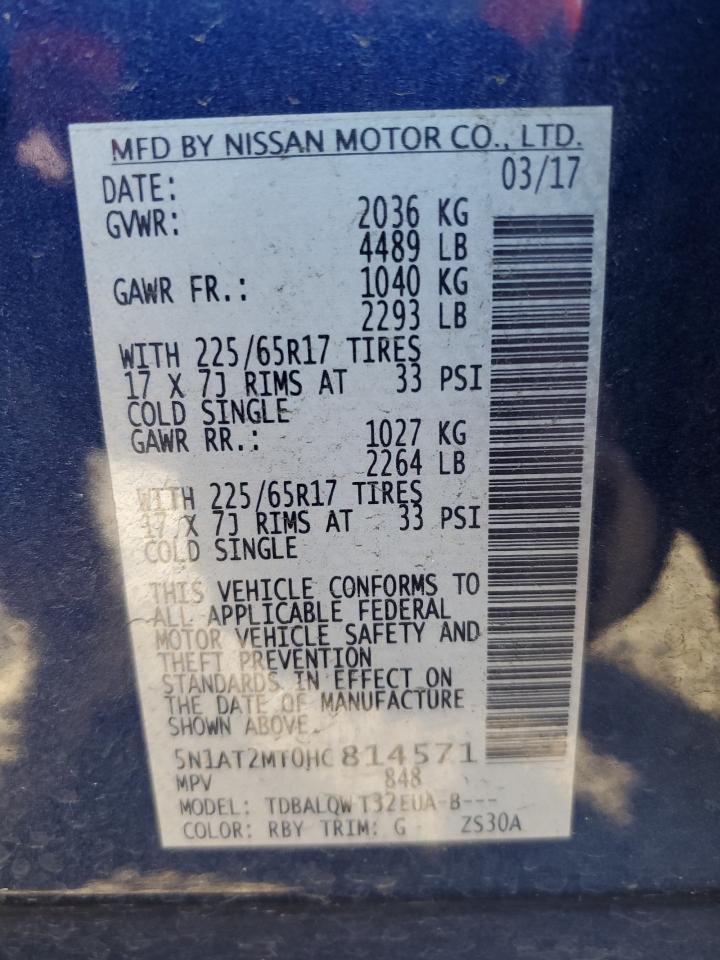 MFD BY NISSAN MOTOR CO., LTD.
DATE: 03/17
GVWR: 2036 KG
4489 LB
GAWR FR.: 1040 KG
2293 LB
WITH 225/65R17 TIRES
17 X 7J RIMS AT 33 PSI
COLD SINGLE
GAWR RR.: 1027 KG
2264 LB
WITH 225/65R17 TIRES
17 X 7J RIMS AT 33 PSI
COLD SINGLE
THIS VEHICLE CONFORMS TO
ALL APPLICABLE FEDERAL
MOTOR VEHICLE SAFETY AND
THEFT PREVENTION
STANDARDS IN EFFECT ON
THE DATE OF MANUFACTURE
SHOWN ABOVE.
5N1AT2MT0HC814571
MPV 848
MODEL: TDBALQW T32EUA-B---
COLOR: RBY TRIM: G ZS30A